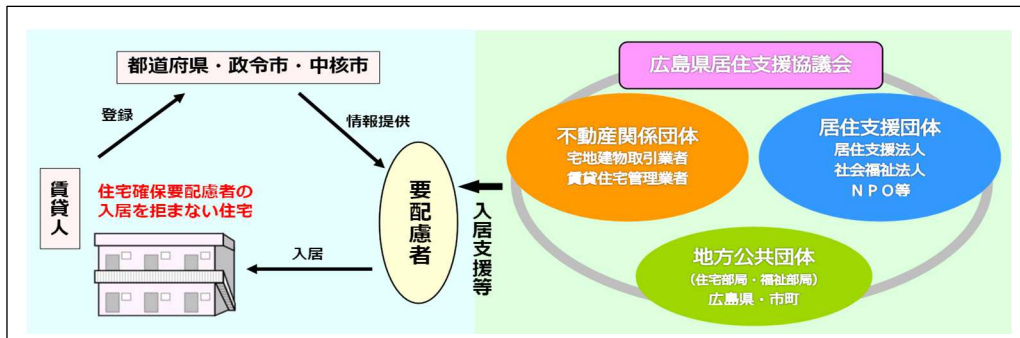 都道府県・政令市・中核市
登録
情報提供
賃貸人
住宅確保要配慮者の
入居を拒まない住宅
入居
要配慮者
入居支援等
広島県居住支援協議会
不動産関係団体
宅地建物取引業者
賃貸住宅管理業者
居住支援団体
居住支援法人
社会福祉法人
ＮＰＯ等
地方公共団体
(住宅部局・福祉部局)
広島県・市町